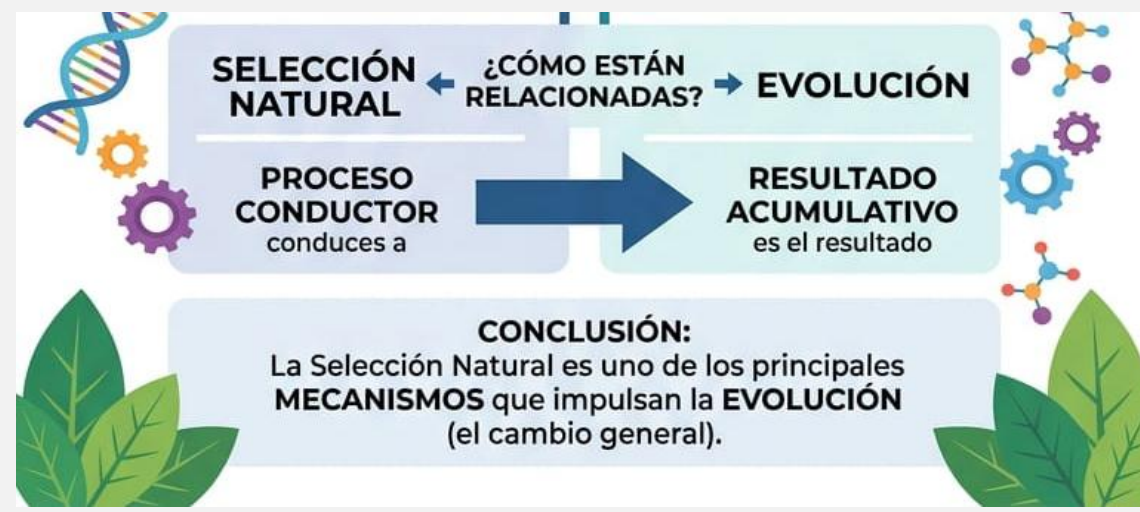 SELECCIÓN
NATURAL
¿CÓMO ESTÁN
RELACIONADAS?
EVOLUCIÓN
PROCESO
CONDUCTOR
conduces a
RESULTADO
ACUMULATIVO
es el resultado
CONCLUSIÓN:
La Selección Natural es uno de los principales
MECANISMOS que impulsan la EVOLUCIÓN
(el cambio general).